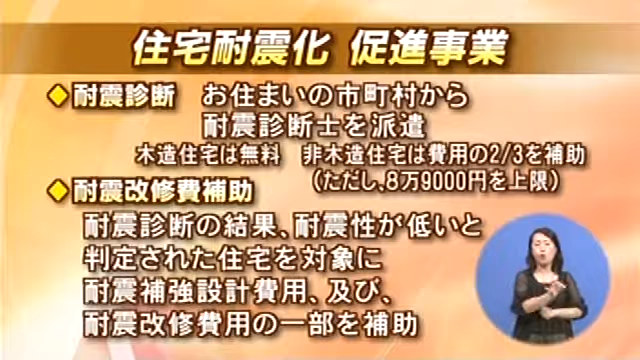 住宅耐震化 促進事業
◆耐震診断 お住まいの市町村から
耐震診断士を派遣
木造住宅は無料 非木造住宅は費用の2/3を補助
(ただし、8万9000円を上限)
◆耐震改修費補助
耐震診断の結果、耐震性が低いと
判定された住宅を対象に
耐震補強設計費用、及び、
耐震改修費用の一部を補助